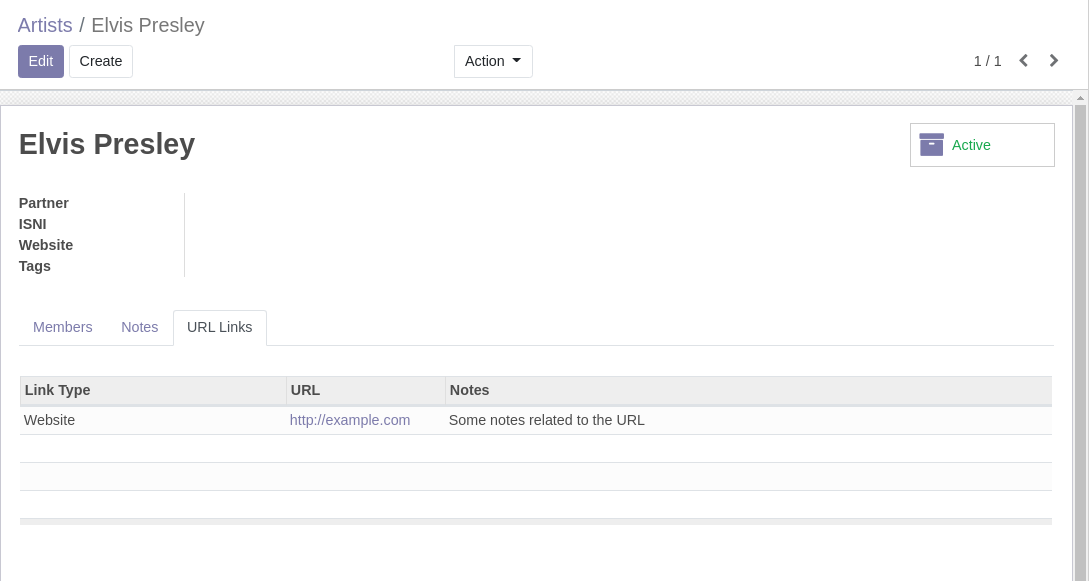 Artists / Elvis Presley
Edit Create Action 1 / 1
Elvis Presley
Active
Partner
ISNI
Website
Tags
Members Notes URL Links
Link Type URL Notes
Website http://example.com Some notes related to the URL